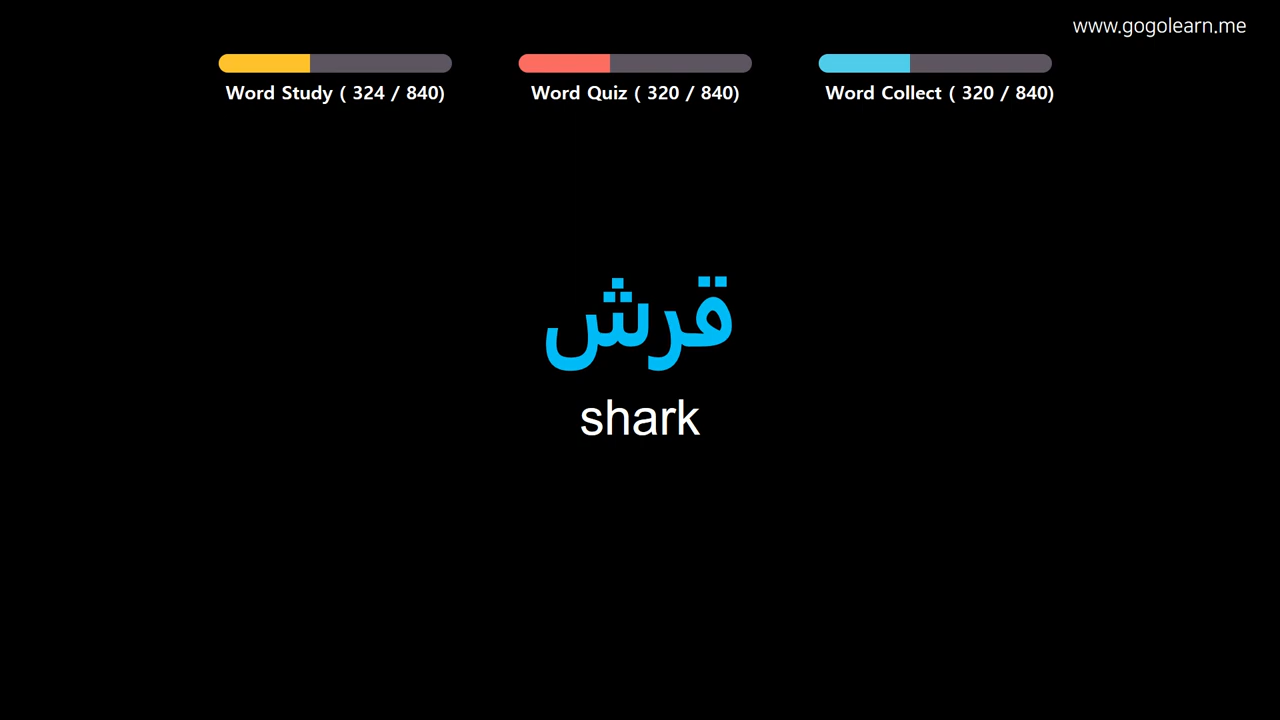 www.gogolearn.me
Word Study ( 324 / 840)
Word Quiz ( 320 / 840)
Word Collect ( 320 / 840)
قرش
shark